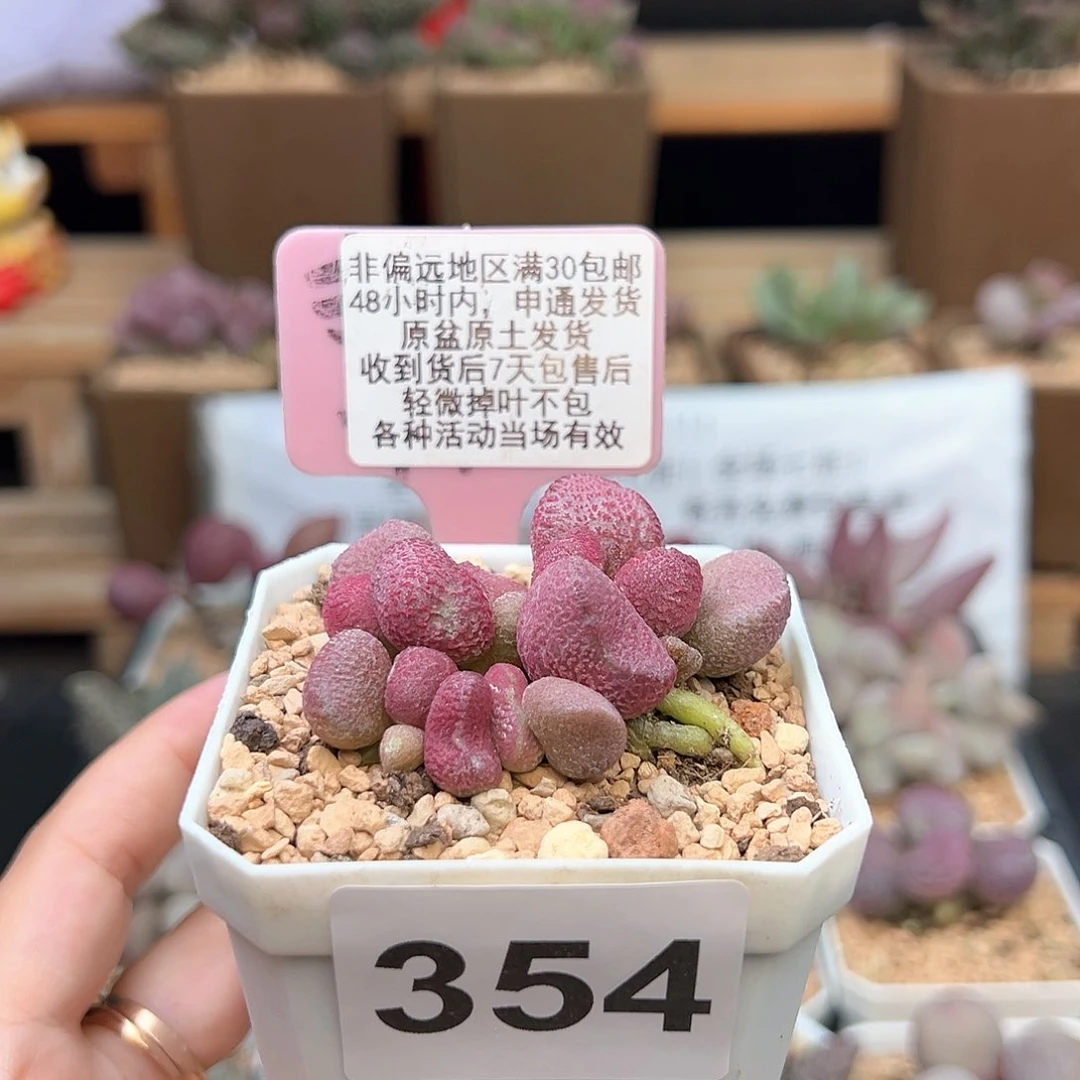 非偏远地区满30包邮
48小时内，申通发货
原盆原土发货
收到货后7天包售后
轻微掉叶不包
各种活动当场有效
354